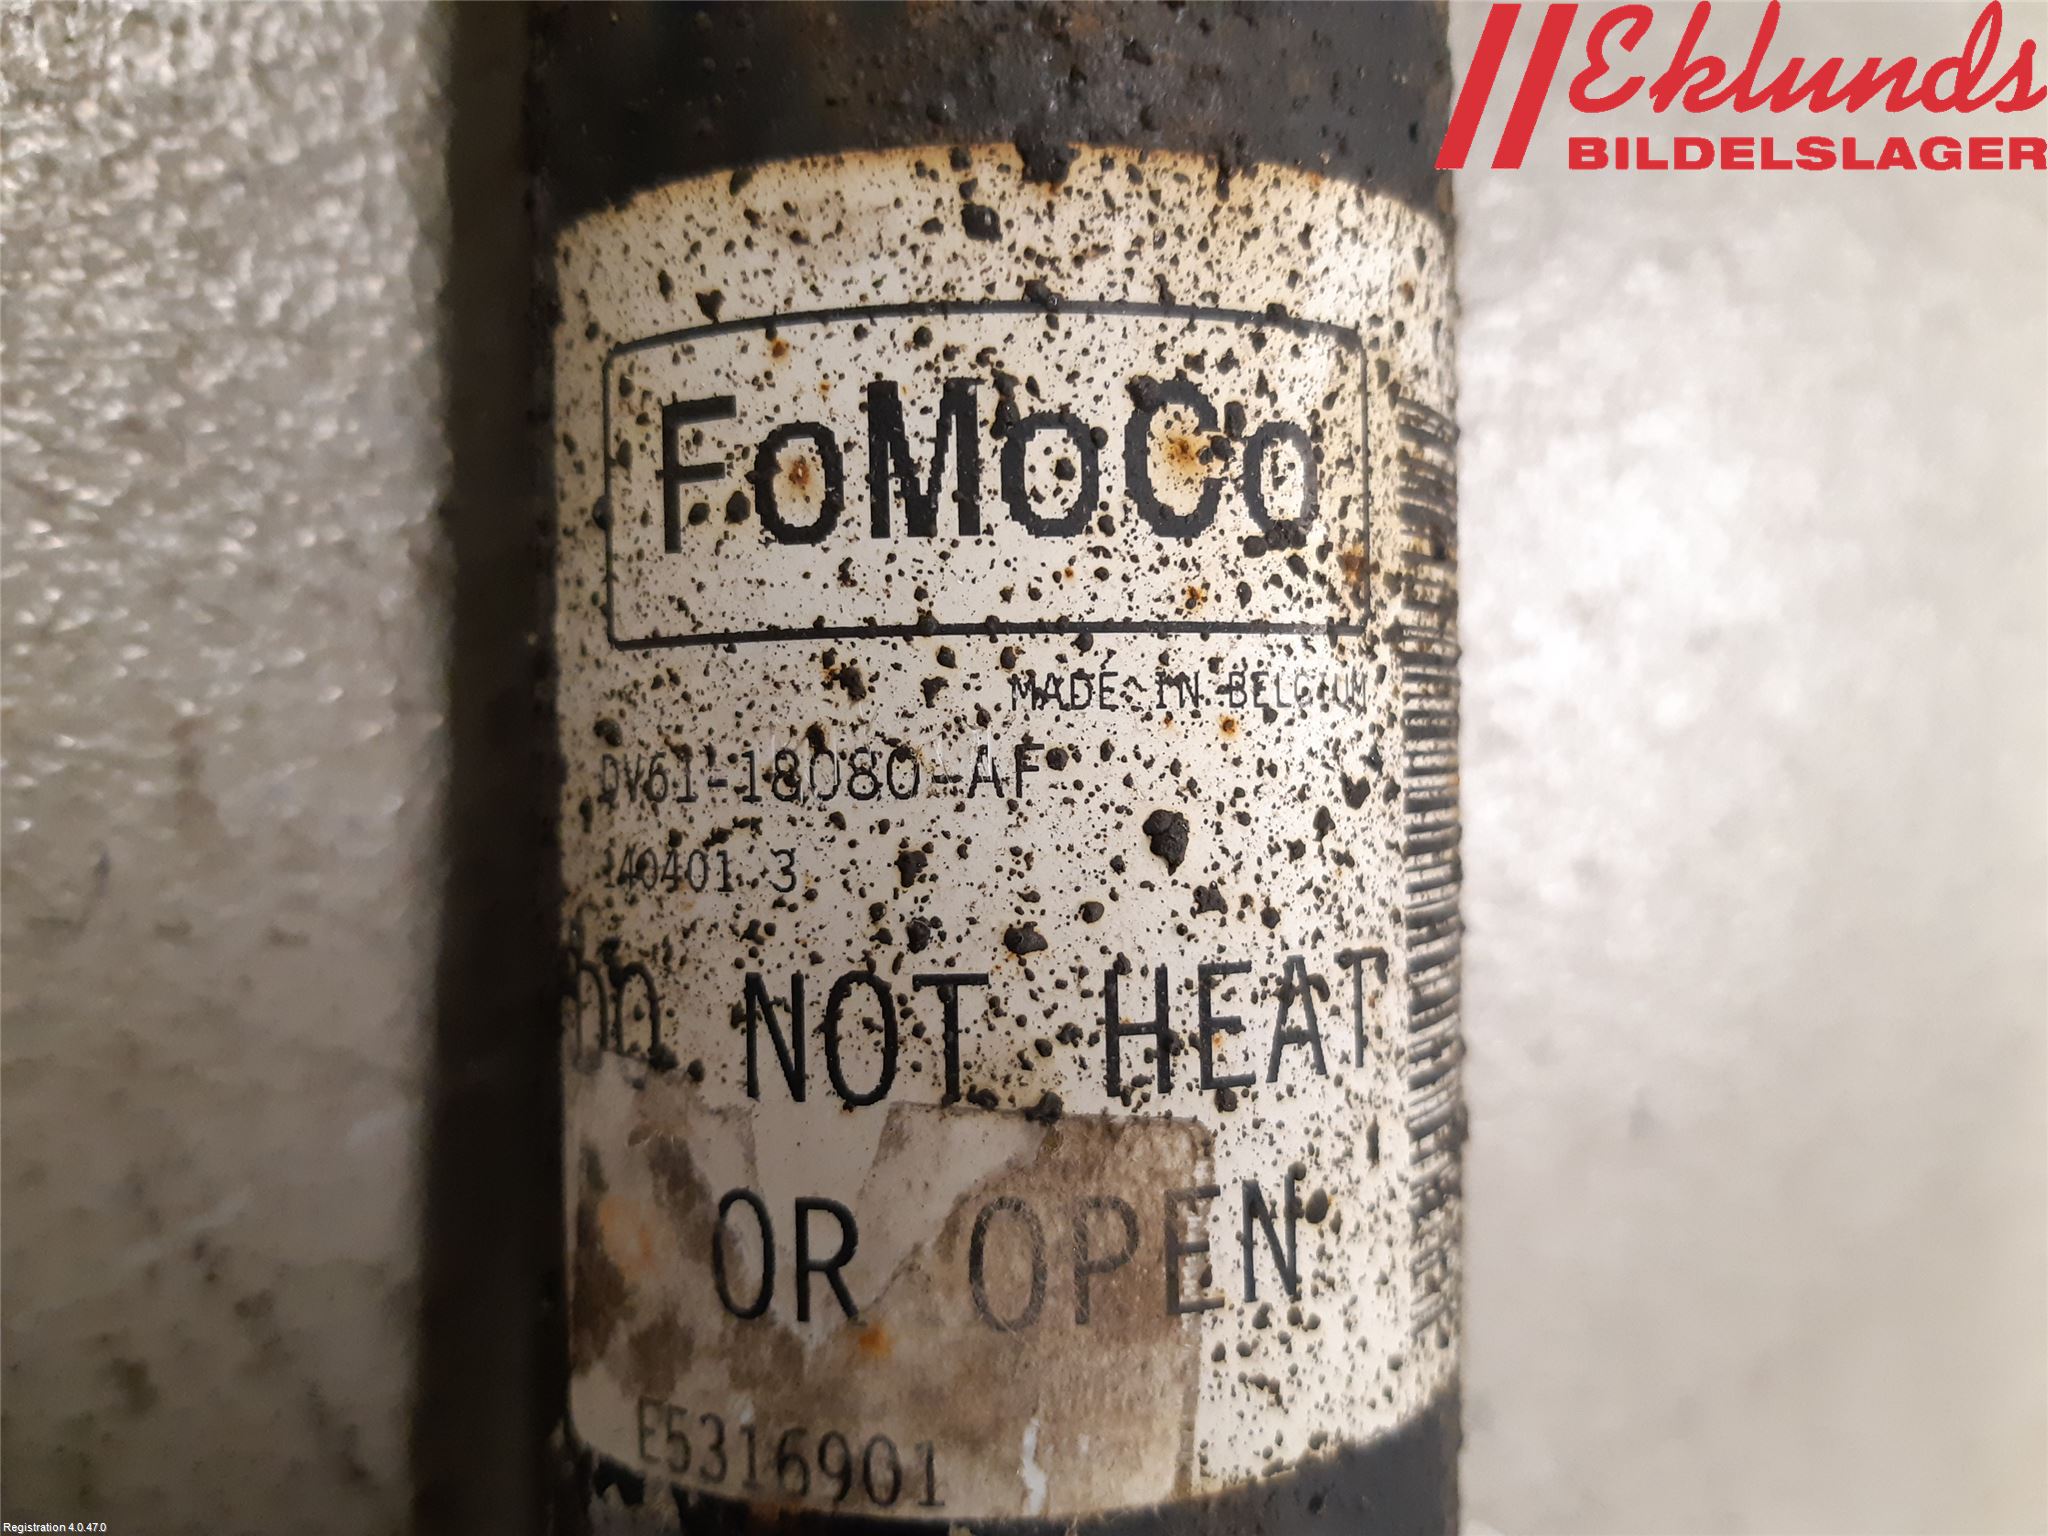 Eklunds
BILDELSLAGER
FoMoCo
MADE IN BELGIUM
DV61-18080-AF
140401 3
DO NOT HEAT
OR OPEN
E5316901
Registration 4.0.47.0